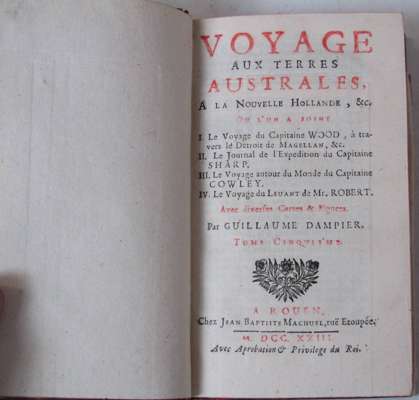 VOYAGE
AUX TERRES
AUSTRALES,
A LA NOUVELLE HOLLANDE, &c.
OU L'ON A JOINT
I. Le Voyage du Capitaine WOOD, à tra-
vers le Détroit de MAGELLAN, &c.
II. Le Journal de l'Expedition du Capitaine
SHARP.
III. Le Voyage autour du Monde du Capitaine
COWLEY.
IV. Le Voyage du LEVANT de Mr. ROBERT.
Avec diverses Cartes & Figures.
Par GUILLAUME DAMPIER.
TOME CINQUIEME.
A ROUEN,
Chez JEAN BAPTISTE MACHUEL, ruë Etoupée.
M. DCC. XXIII.
Avec Aprobation & Privilege du Roi.